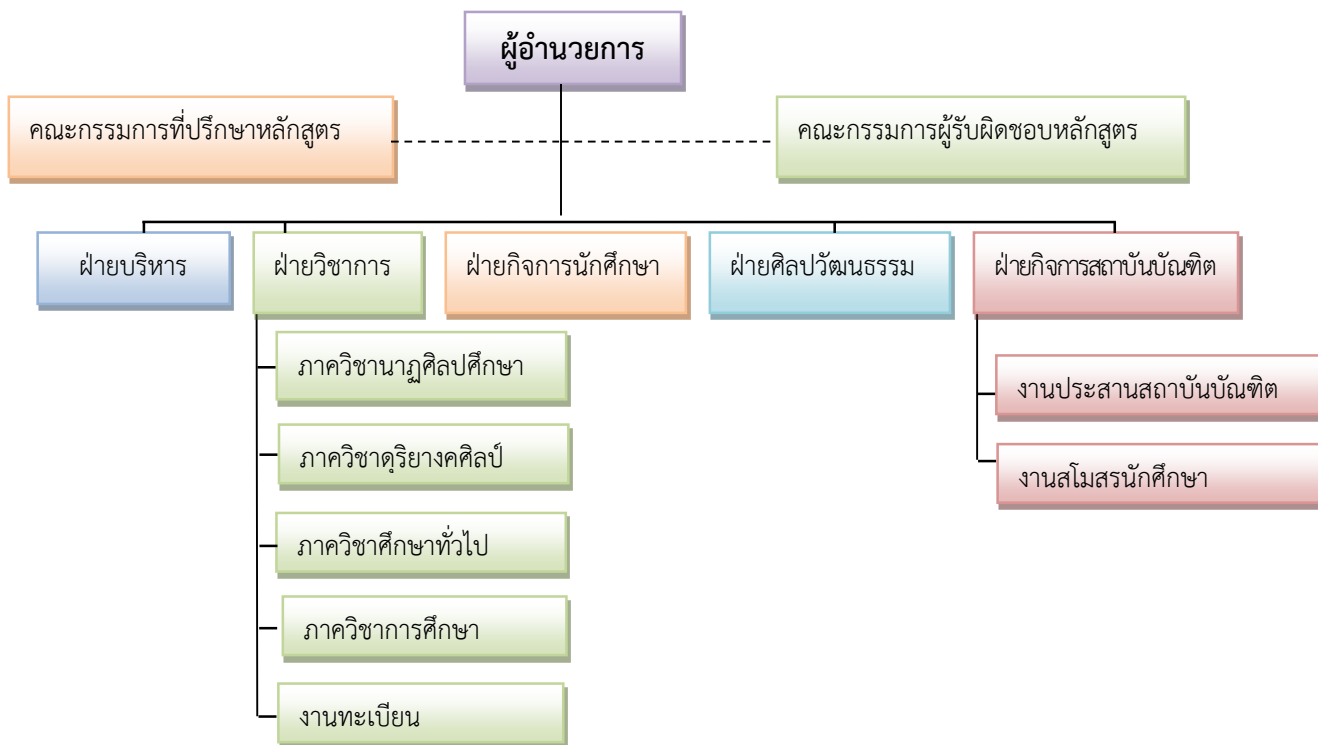 ผู้อำนวยการ
คณะกรรมการที่ปรึกษาหลักสูตร
คณะกรรมการผู้รับผิดชอบหลักสูตร
ฝ่ายบริหาร
ฝ่ายวิชาการ
ฝ่ายกิจการนักศึกษา
ฝ่ายศิลปวัฒนธรรม
ฝ่ายกิจการสถาบันบัณฑิต
ภาควิชานาฏศิลปศึกษา
ภาควิชาดุริยางคศิลป์
ภาควิชาศึกษาทั่วไป
ภาควิชาการศึกษา
งานทะเบียน
งานประสานสถาบันบัณฑิต
งานสโมสรนักศึกษา